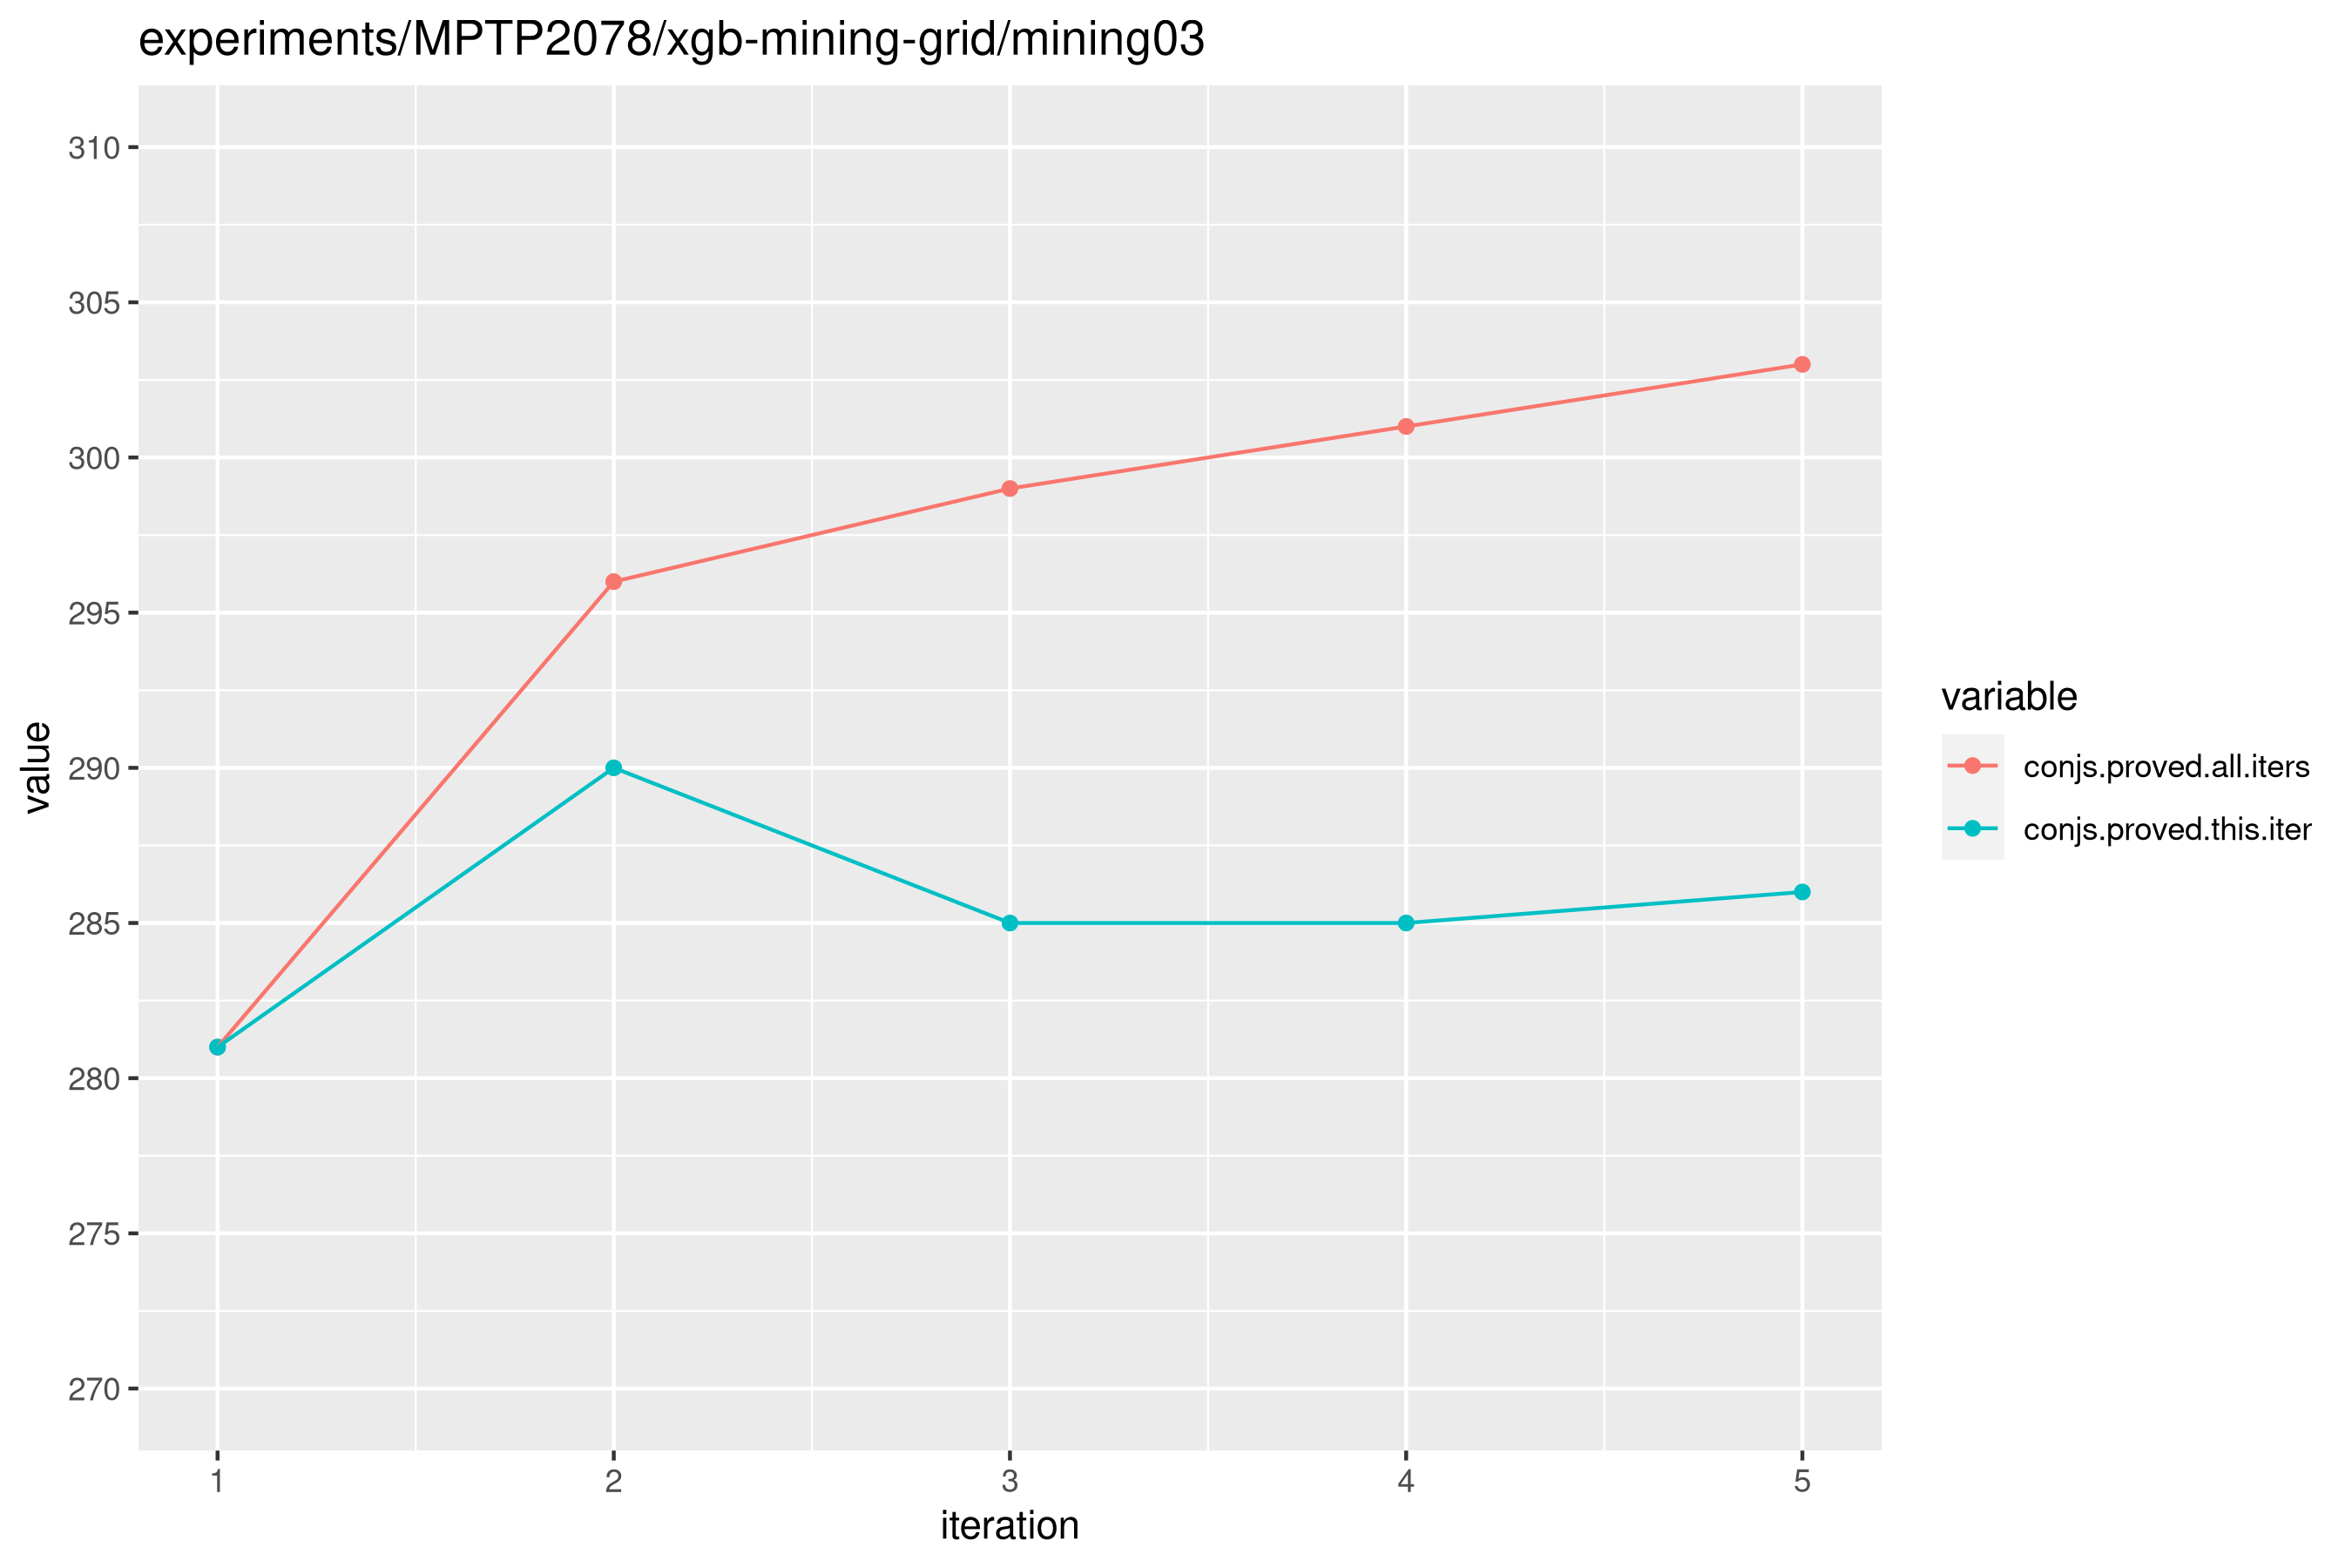 experiments/MPTP2078/xgb-mining-grid/mining03
310
305
300
295
290
285
280
275
270
value
1 2 3 4 5
iteration
variable
conjs.proved.all.iters
conjs.proved.this.iter